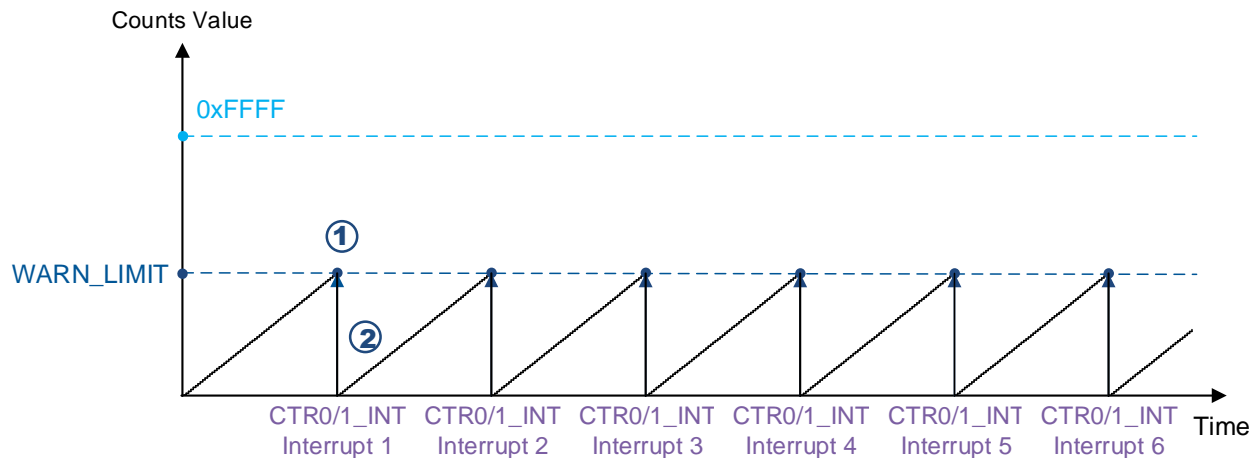 Counts Value
0xFFFF
①
WARN_LIMIT
②
CTR0/1_INT CTR0/1_INT CTR0/1_INT CTR0/1_INT CTR0/1_INT CTR0/1_INT
Time
Interrupt 1 Interrupt 2 Interrupt 3 Interrupt 4 Interrupt 5 Interrupt 6